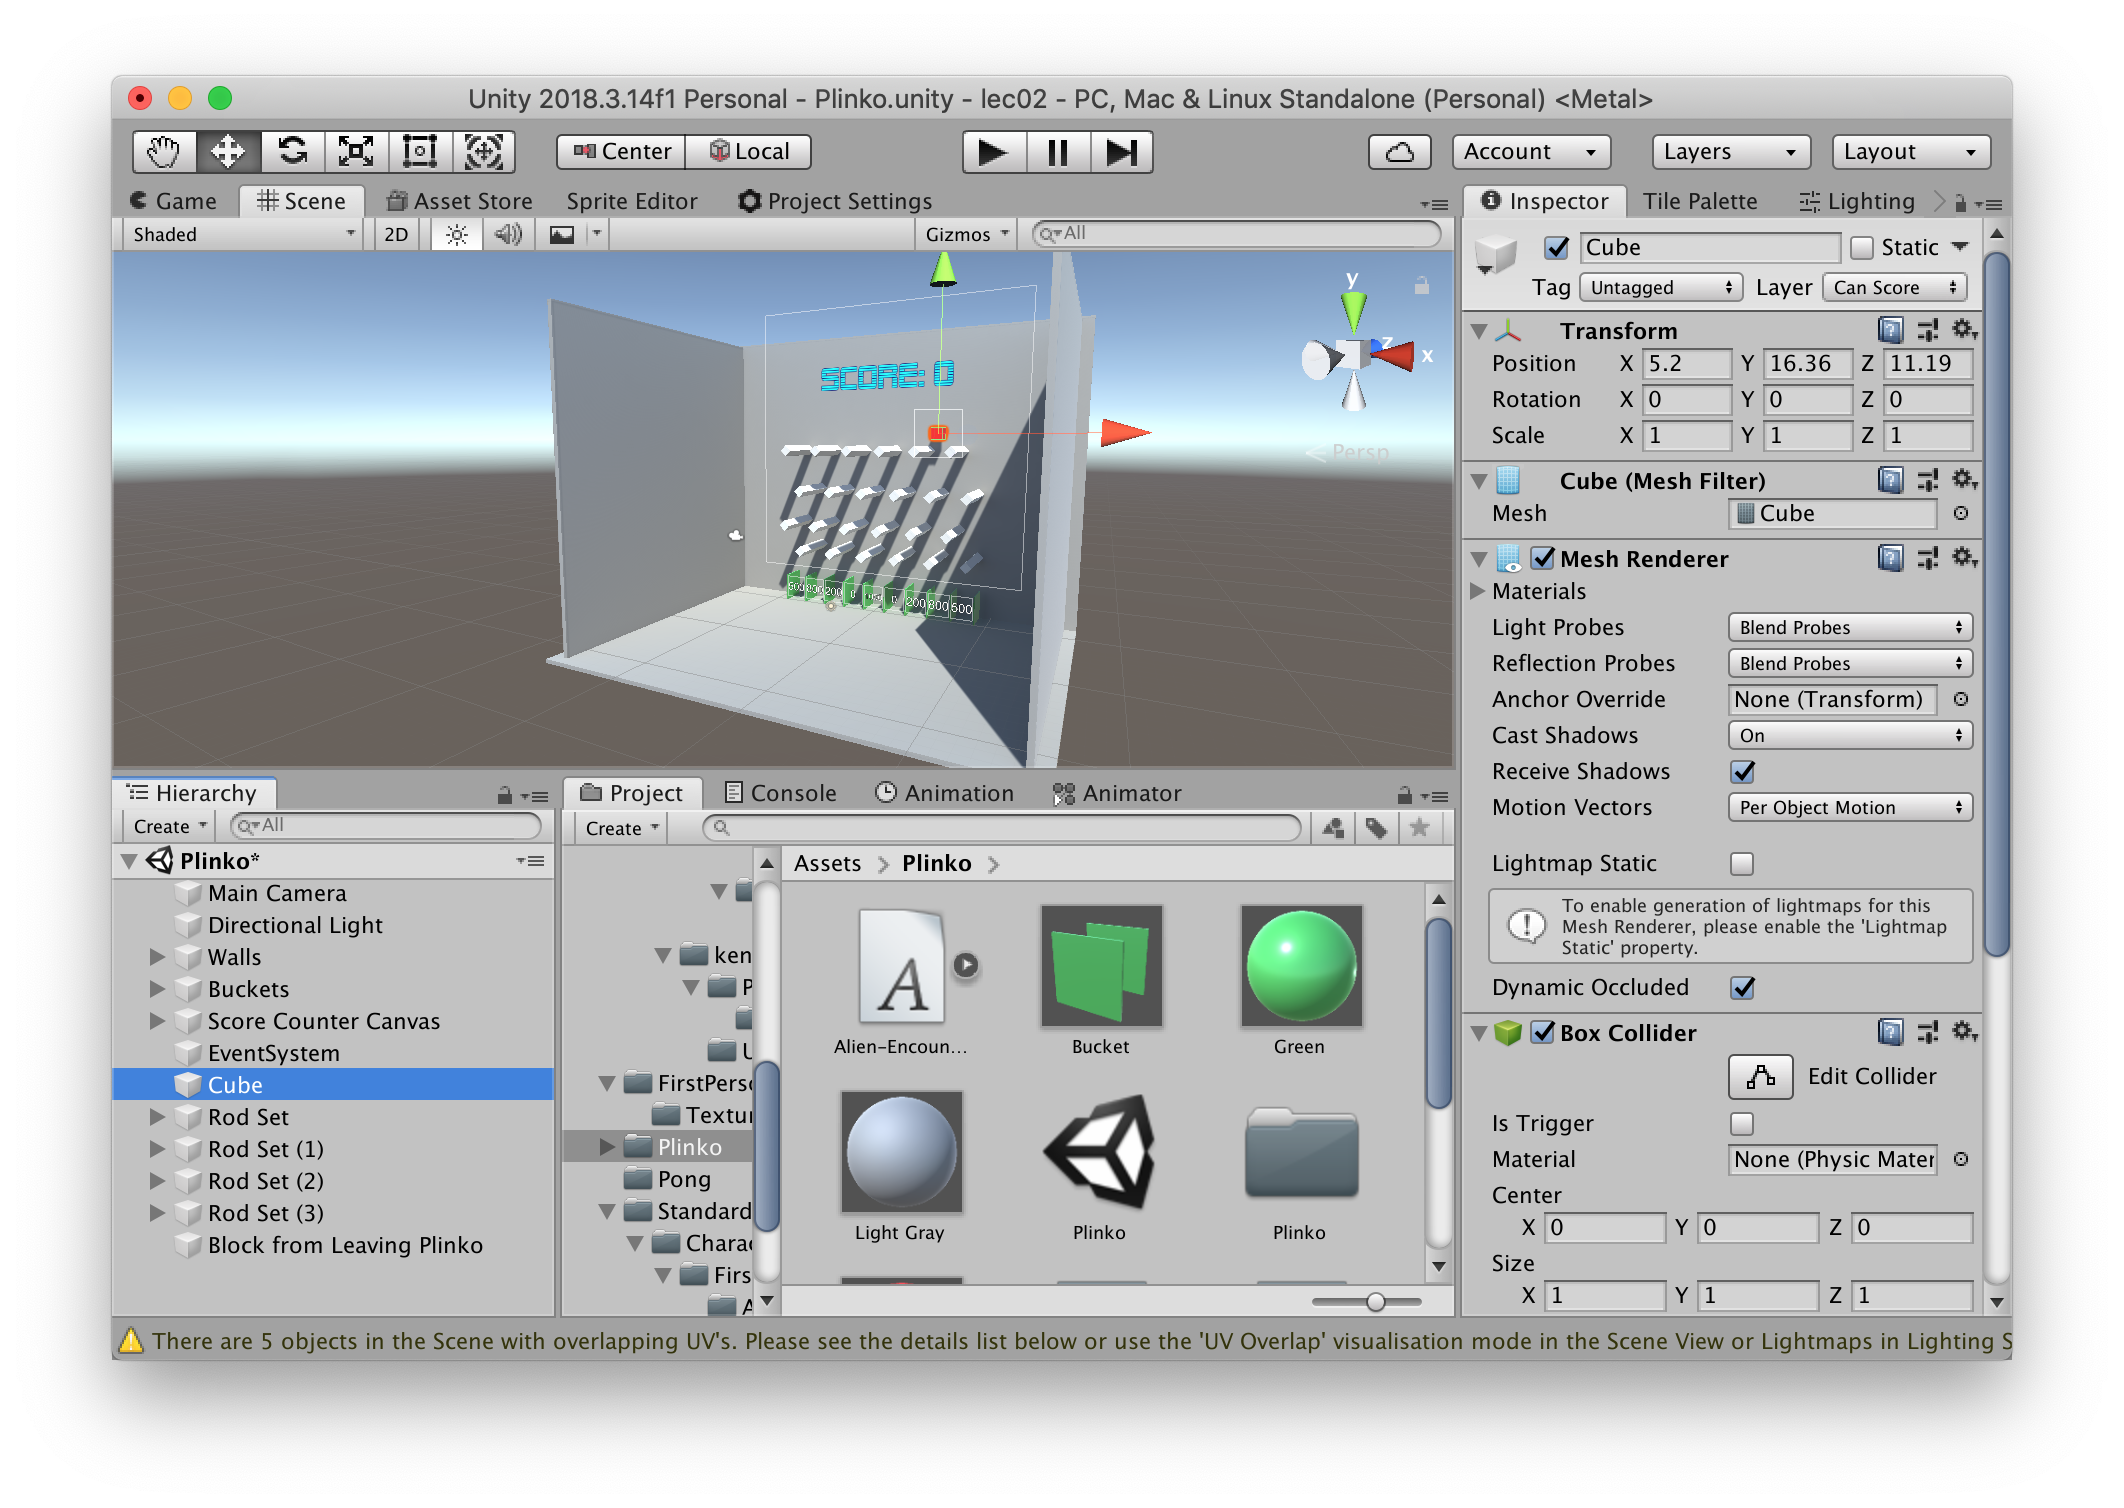 Unity 2018.3.14f1 Personal - Plinko.unity - lec02 - PC, Mac & Linux Standalone (Personal) <Metal>
Center Local Account Layers Layout
Game Scene Asset Store Sprite Editor Project Settings
Shaded 2D Gizmos All
y
z
x
Persp
SCORE: 0
200 0 0 200 800 500
Inspector Tile Palette Lighting
Cube Static
Tag Untagged Layer Can Score
Transform
Position X 5.2 Y 16.36 Z 11.19
Rotation X 0 Y 0 Z 0
Scale X 1 Y 1 Z 1
Cube (Mesh Filter)
Mesh Cube
Mesh Renderer
Materials
Light Probes Blend Probes
Reflection Probes Blend Probes
Anchor Override None (Transform)
Cast Shadows On
Receive Shadows
Motion Vectors Per Object Motion
Lightmap Static
To enable generation of lightmaps for this
Mesh Renderer, please enable the 'Lightmap
Static' property.
Dynamic Occluded
Box Collider
Edit Collider
Is Trigger
Material None (Physic Mater
Center
X 0 Y 0 Z 0
Size
X 1 Y 1 Z 1
Hierarchy
Create All
Plinko*
Main Camera
Directional Light
Walls
Buckets
Score Counter Canvas
EventSystem
Cube
Rod Set
Rod Set (1)
Rod Set (2)
Rod Set (3)
Block from Leaving Plinko
Project Console Animation Animator
Create
ken
P
U
FirstPerso
Textur
Plinko
Pong
Standard
Charac
Firs
A
Assets Plinko
A
Alien-Encoun... Bucket Green
Light Gray Plinko Plinko
There are 5 objects in the Scene with overlapping UV's. Please see the details list below or use the 'UV Overlap' visualisation mode in the Scene View or Lightmaps in Lighting S